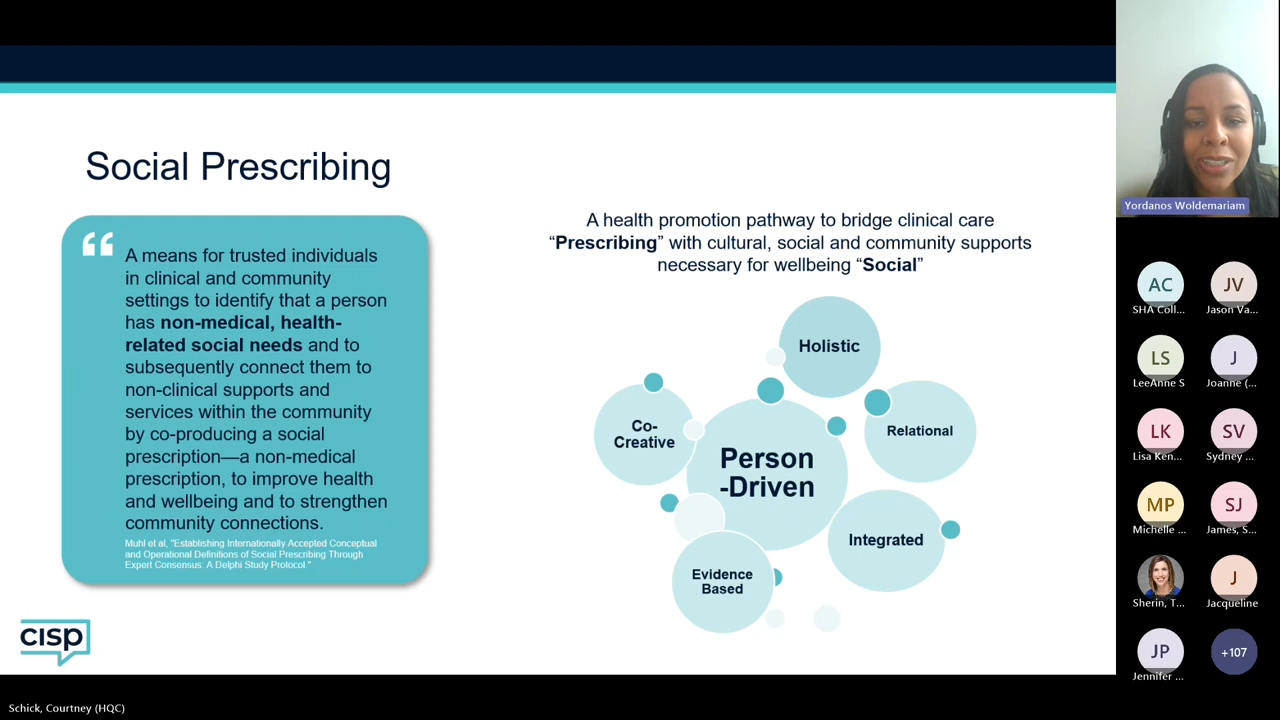 Social Prescribing
“
A means for trusted individuals
in clinical and community
settings to identify that a person
has non-medical, health-
related social needs and to
subsequently connect them to
non-clinical supports and
services within the community
by co-producing a social
prescription—a non-medical
prescription, to improve health
and wellbeing and to strengthen
community connections.
Muhl et al, "Establishing Internationally Accepted Conceptual
and Operational Definitions of Social Prescribing Through
Expert Consensus: A Delphi Study Protocol."
A health promotion pathway to bridge clinical care
“Prescribing” with cultural, social and community supports
necessary for wellbeing “Social”
Holistic
Co-
Creative
Relational
Person
-Driven
Integrated
Evidence
Based
CISP
Schick, Courtney (HQC)
Yordanos Woldemariam
AC
JV
SHA Coll...
Jason Va...
LS
J
LeeAnne S
Joanne (...
LK
SV
Lisa Ken...
Sydney ...
MP
SJ
Michelle ...
James, S...
J
Sherin, T...
Jacqueline
JP
+107
Jennifer ...